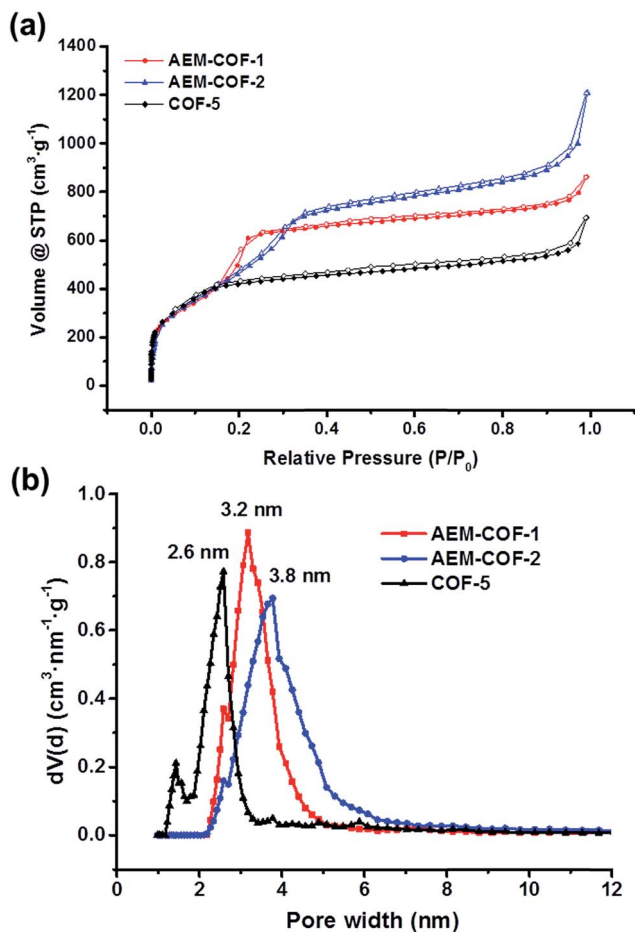 (a)
1400
1200
1000
800
600
400
200
0
Volume @ STP (cm³·g⁻¹)
AEM-COF-1
AEM-COF-2
COF-5
0.0 0.2 0.4 0.6 0.8 1.0
Relative Pressure (P/P₀)
(b)
1.0
0.8
0.6
0.4
0.2
0.0
dV(d) (cm³·nm⁻¹·g⁻¹)
3.2 nm
2.6 nm
3.8 nm
AEM-COF-1
AEM-COF-2
COF-5
0 2 4 6 8 10 12
Pore width (nm)